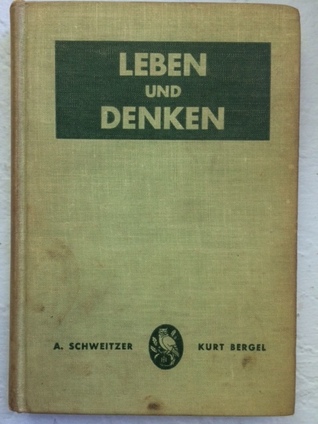 LEBEN
UND
DENKEN
A. SCHWEITZER KURT BERGEL